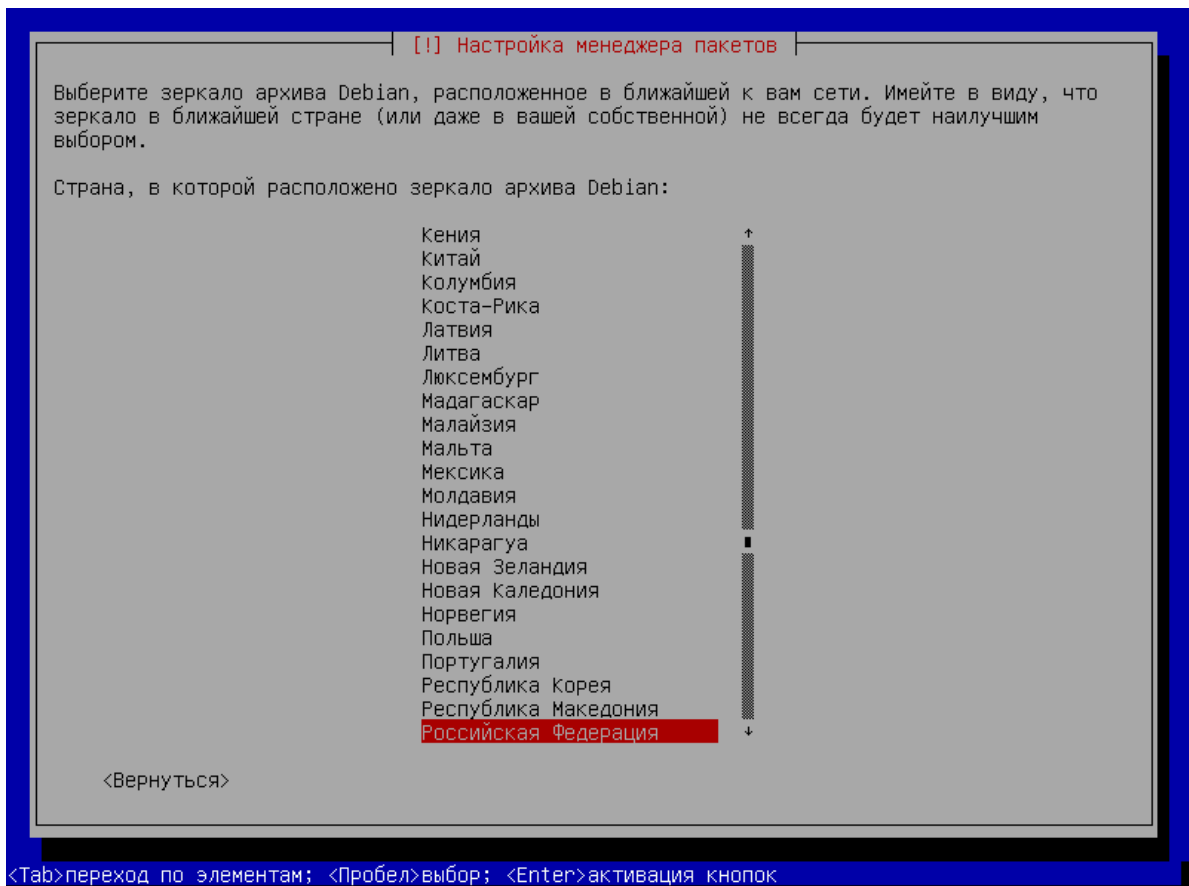 [!] Настройка менеджера пакетов
Выберите зеркало архива Debian, расположенное в ближайшей к вам сети. Имейте в виду, что
зеркало в ближайшей стране (или даже в вашей собственной) не всегда будет наилучшим
выбором.
Страна, в которой расположено зеркало архива Debian:
Кения
Китай
Колумбия
Коста-Рика
Латвия
Литва
Люксембург
Мадагаскар
Малайзия
Мальта
Мексика
Молдавия
Нидерланды
Никарагуа
Новая Зеландия
Новая Каледония
Норвегия
Польша
Португалия
Республика Корея
Республика Македония
Российская Федерация
<Вернуться>
<Tab>переход по элементам; <Пробел>выбор; <Enter>активация кнопок